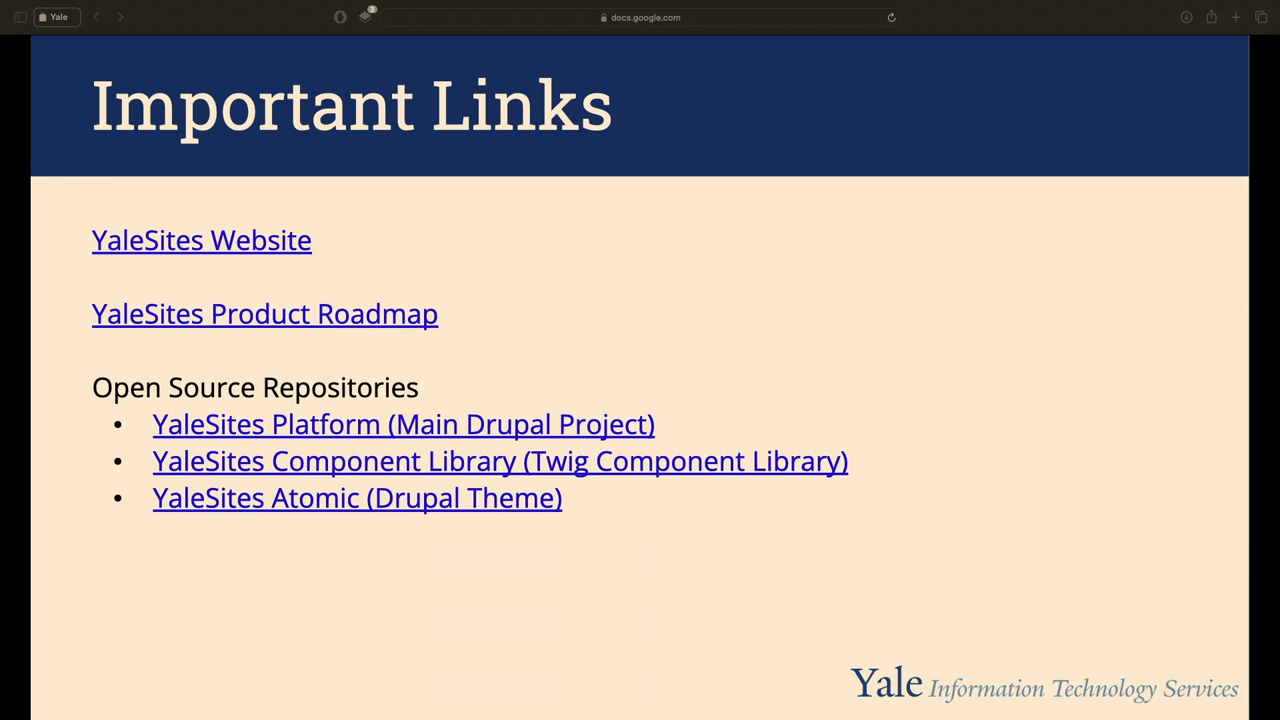 Yale
3
docs.google.com
Important Links
YaleSites Website
YaleSites Product Roadmap
Open Source Repositories
• YaleSites Platform (Main Drupal Project)
• YaleSites Component Library (Twig Component Library)
• YaleSites Atomic (Drupal Theme)
Yale Information Technology Services